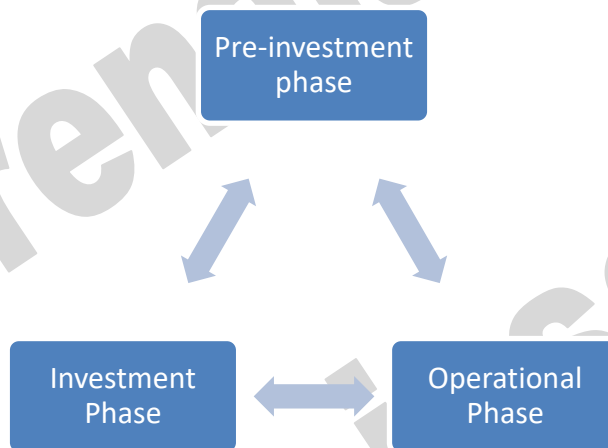 Pre-investment
phase
Investment
Phase
Operational
Phase